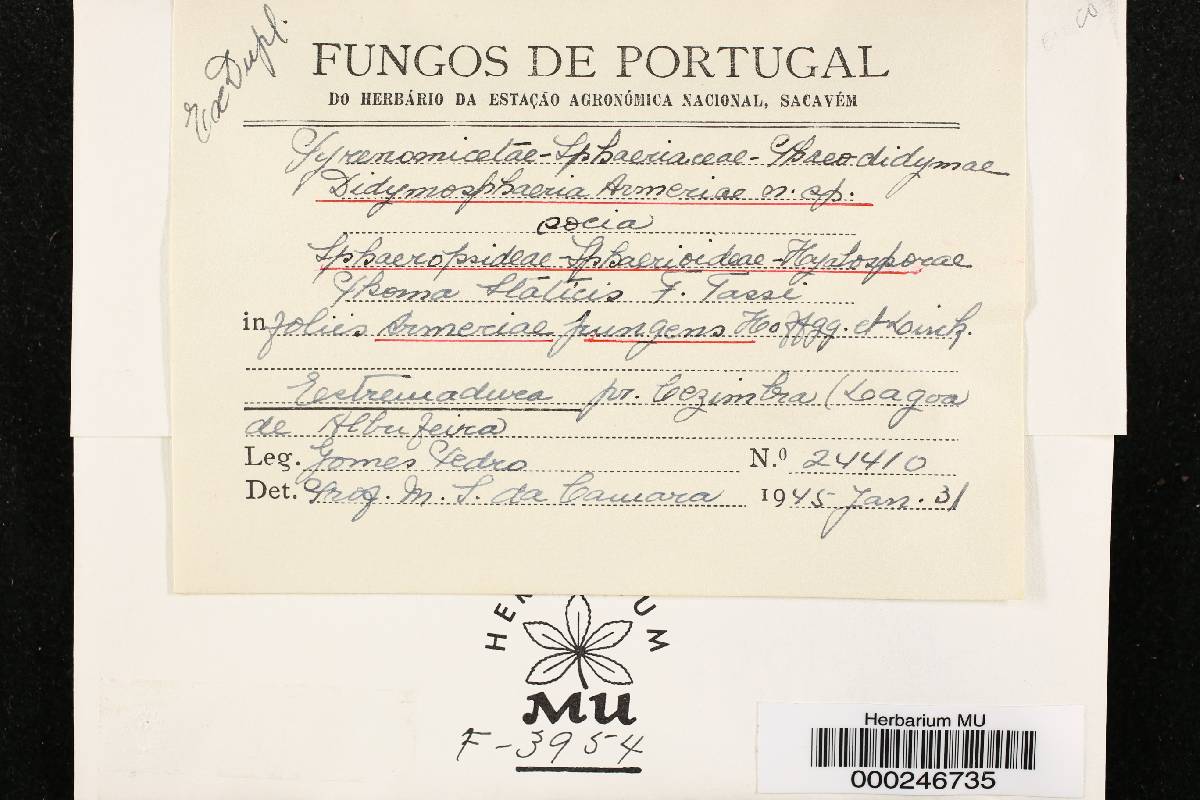 Ex Dupl.
FUNGOS DE PORTUGAL
DO HERBÁRIO DA ESTAÇÃO AGRONÓMICA NACIONAL, SACAVÉM
Pyrenomicetae - Sphaeriaceae - Phaeodidymae
Didymosphaeria Armeriae n. sp.
socia
Sphaeropsideae - Sphaerioideae - Hyalosporae
Phoma Staticis F. Tassi
in foliis Armeriae pungens Hoffgg. et Link.
Estremadura pr. Cezimbra (Lagoa
de Albufeira
Leg. Gomes Pedro N.º 24410
Det. Prof. M. S. da Camara 1945 Jan. 31
HERBARIUM
MU
F-3954
Herbarium MU
000246735